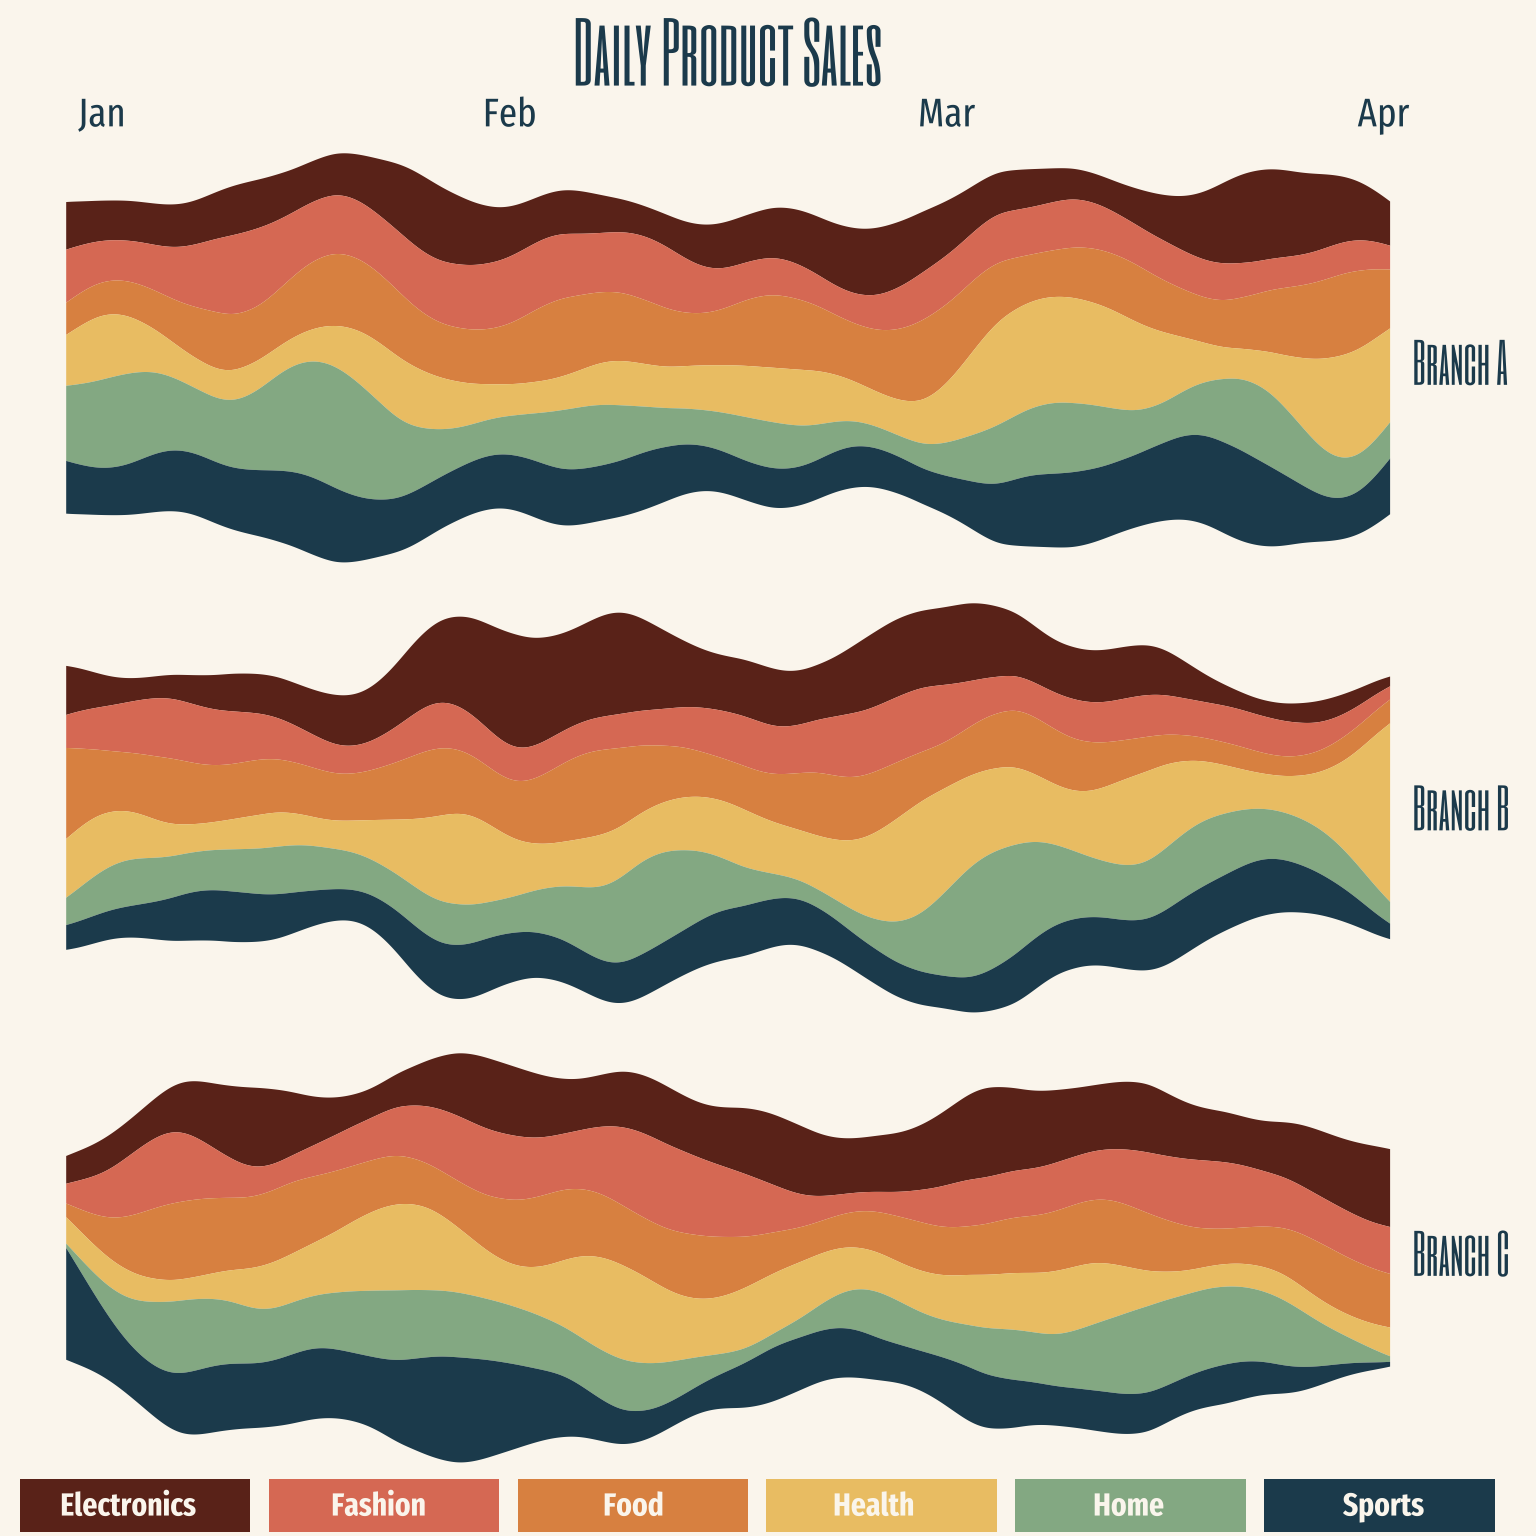 Daily Product Sales
Jan Feb Mar Apr
Branch A
Branch B
Branch C
Electronics Fashion Food Health Home Sports